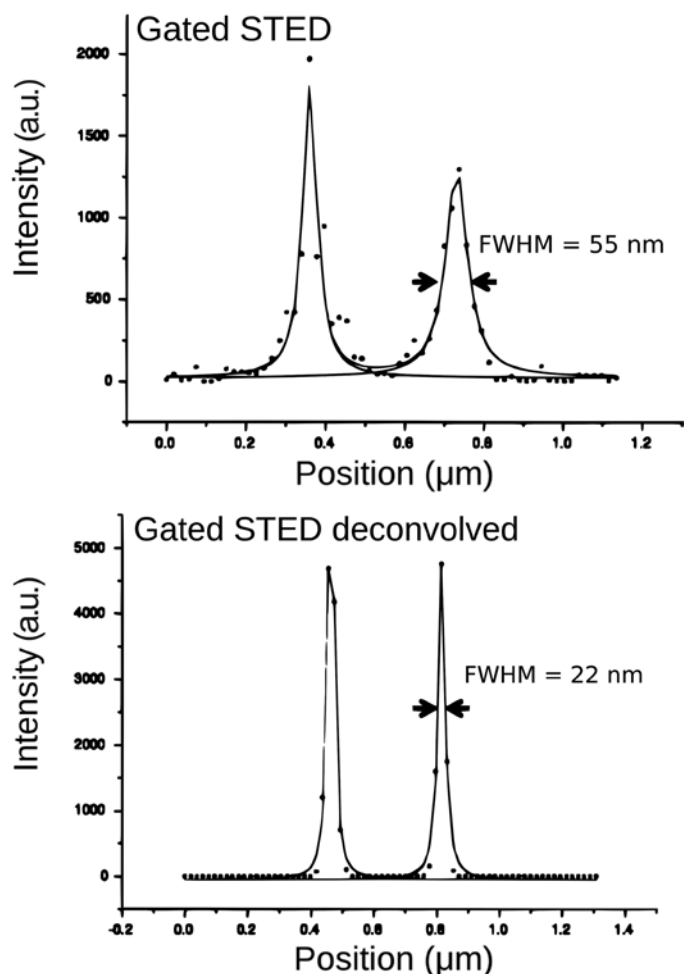 Gated STED
Intensity (a.u.)
2000
1500
1000
500
0
FWHM = 55 nm
0.0 0.2 0.4 0.6 0.8 1.0 1.2
Position (μm)
Gated STED deconvolved
Intensity (a.u.)
5000
4000
3000
2000
1000
0
FWHM = 22 nm
-0.2 0.0 0.2 0.4 0.6 0.8 1.0 1.2 1.4
Position (μm)